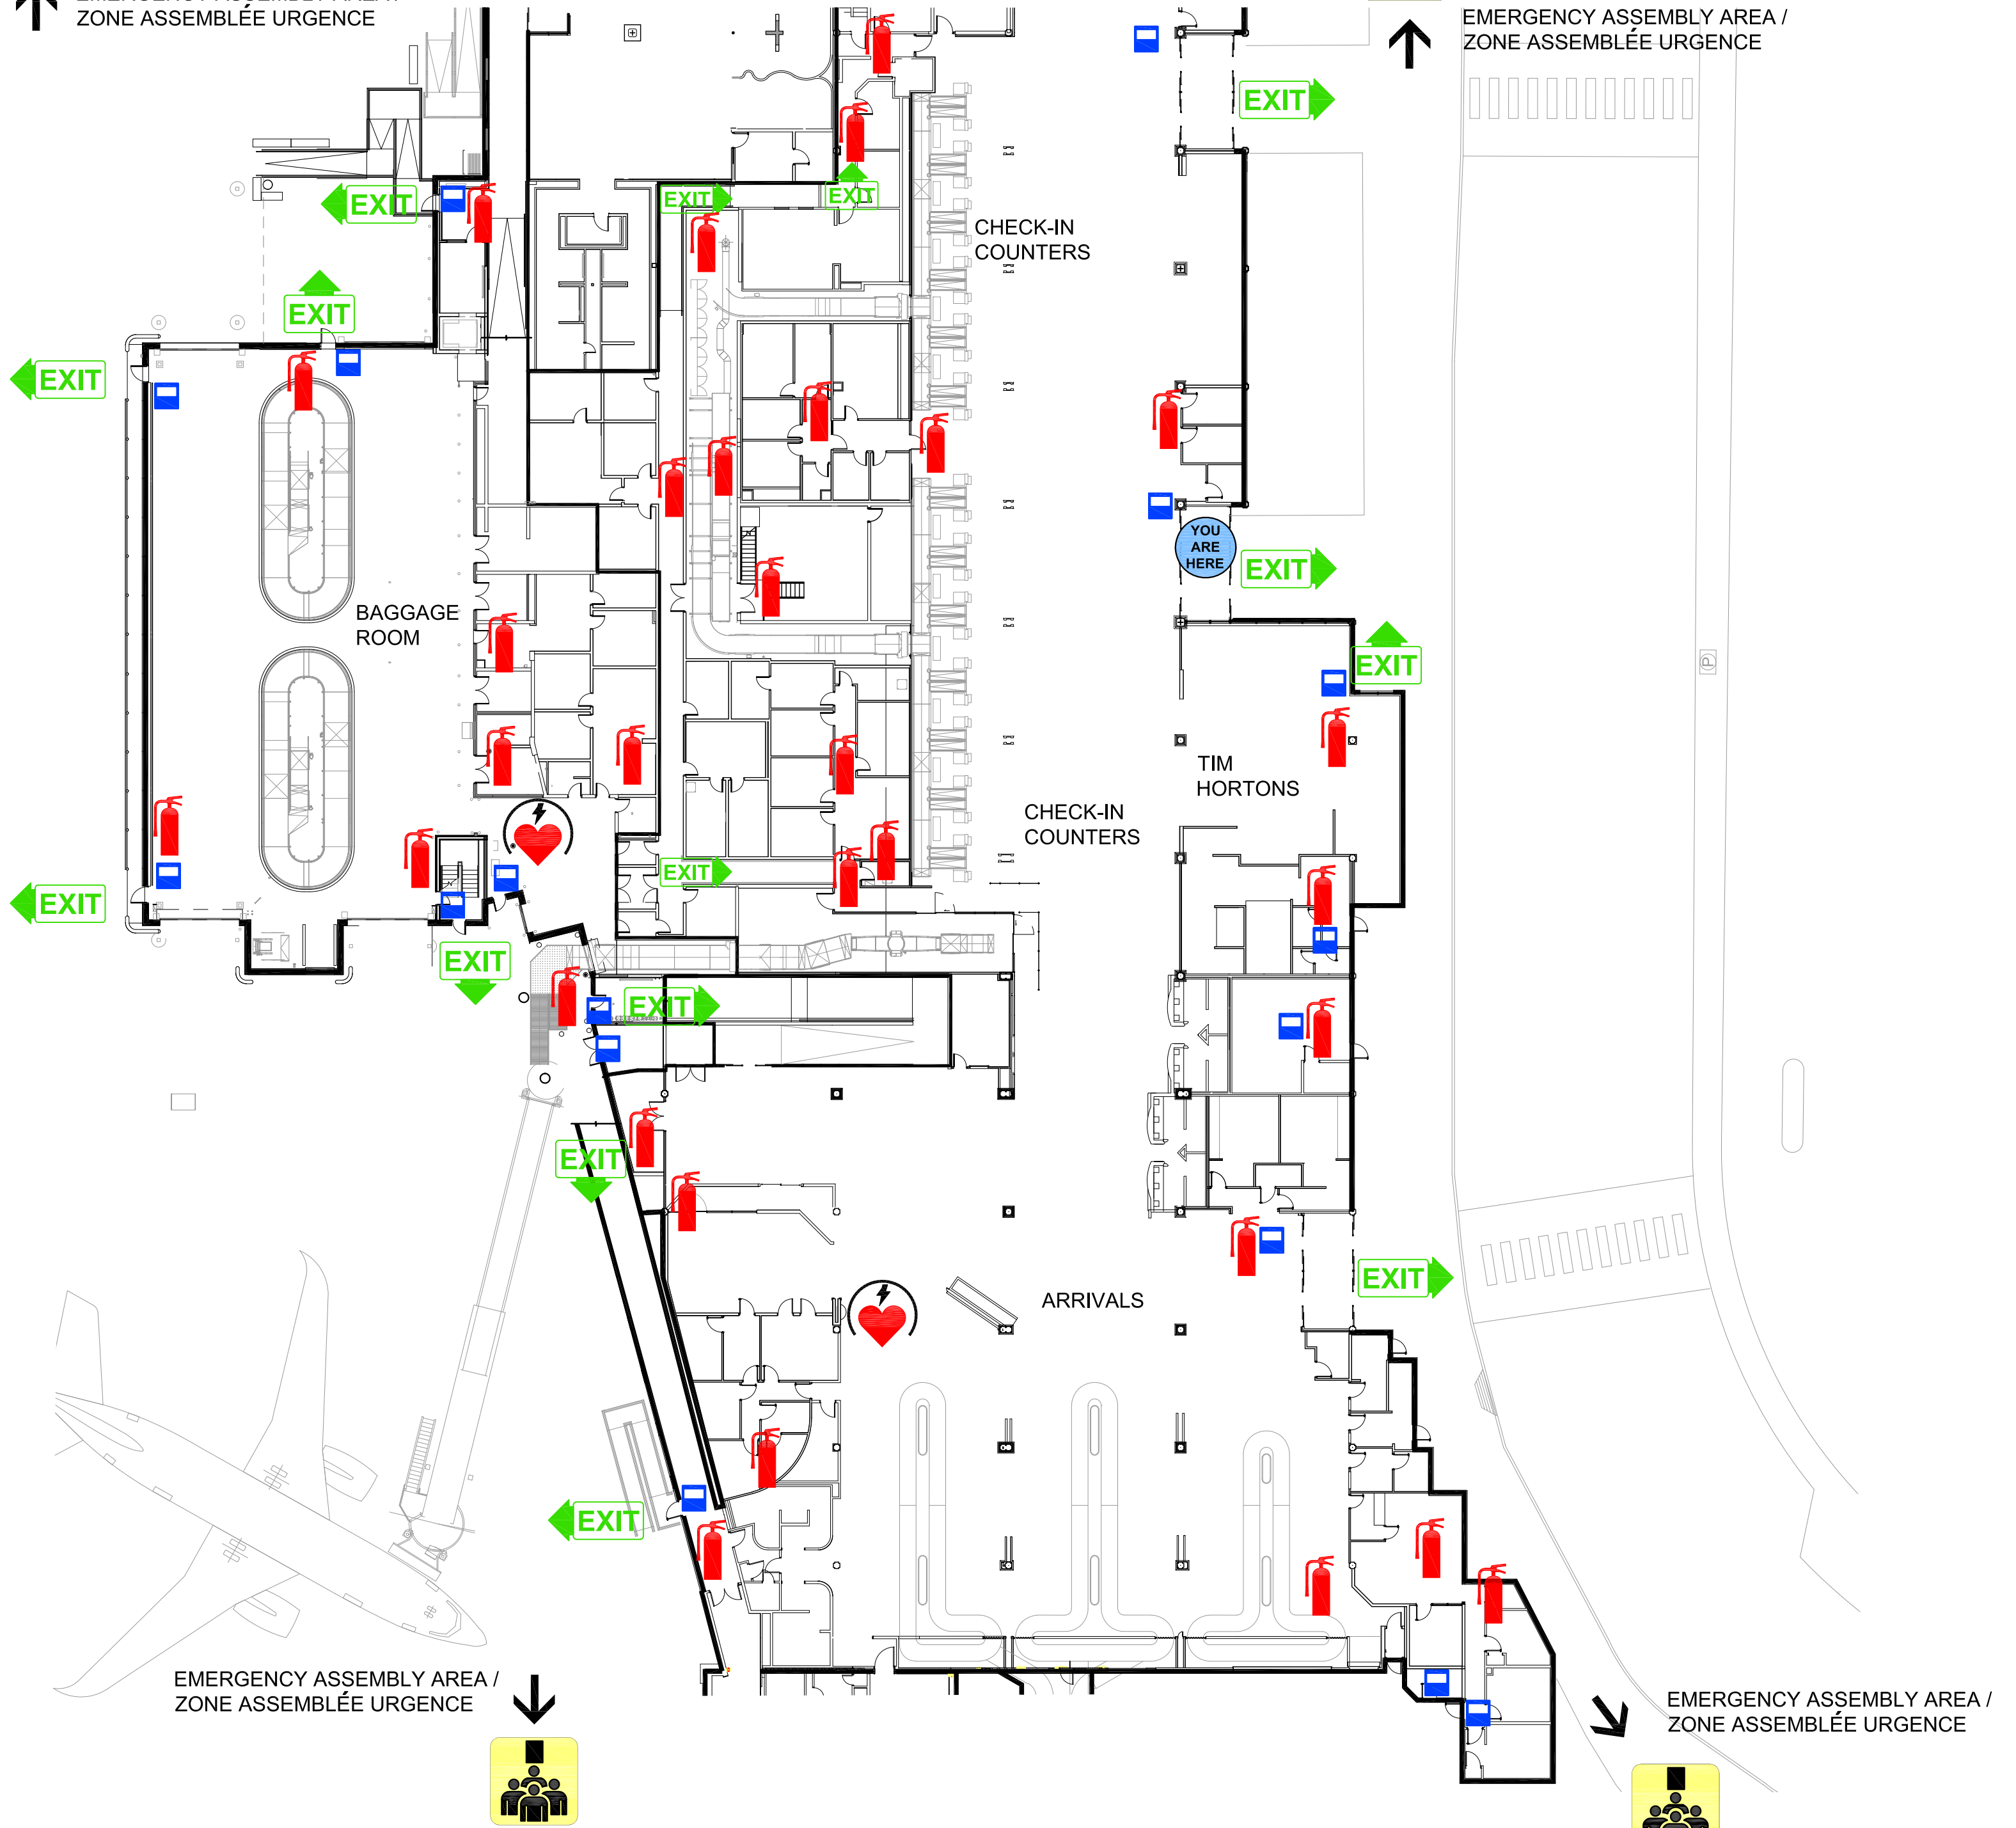 ZONE ASSEMBLÉE URGENCE
EMERGENCY ASSEMBLY AREA /
ZONE ASSEMBLÉE URGENCE
EXIT
EXIT
EXIT
EXIT
CHECK-IN
COUNTERS
EXIT
EXIT
YOU
ARE
HERE
EXIT
BAGGAGE
ROOM
EXIT
P
TIM
HORTONS
CHECK-IN
COUNTERS
EXIT
EXIT
EXIT
EXIT
EXIT
EXIT
ARRIVALS
EXIT
EMERGENCY ASSEMBLY AREA /
ZONE ASSEMBLÉE URGENCE
EMERGENCY ASSEMBLY AREA /
ZONE ASSEMBLÉE URGENCE